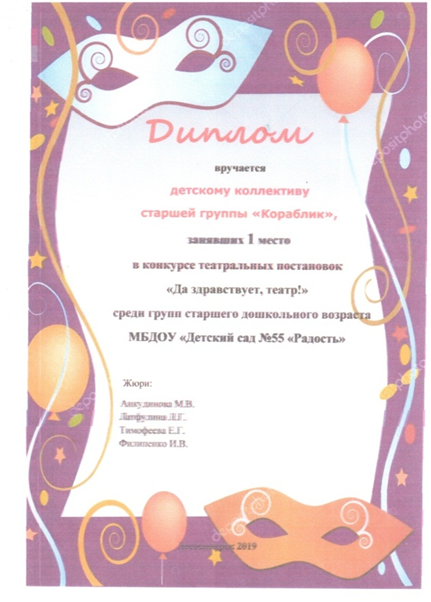 Диплом
вручается
детскому коллективу
старшей группы «Кораблик»,
занявших 1 место
в конкурсе театральных постановок
«Да здравствует, театр!»
среди групп старшего дошкольного возраста
МБДОУ «Детский сад №55 «Радость»
Жюри:
Анкудинова М.В.
Тимофеева Е.Г.
Филипенко И.В.
2019